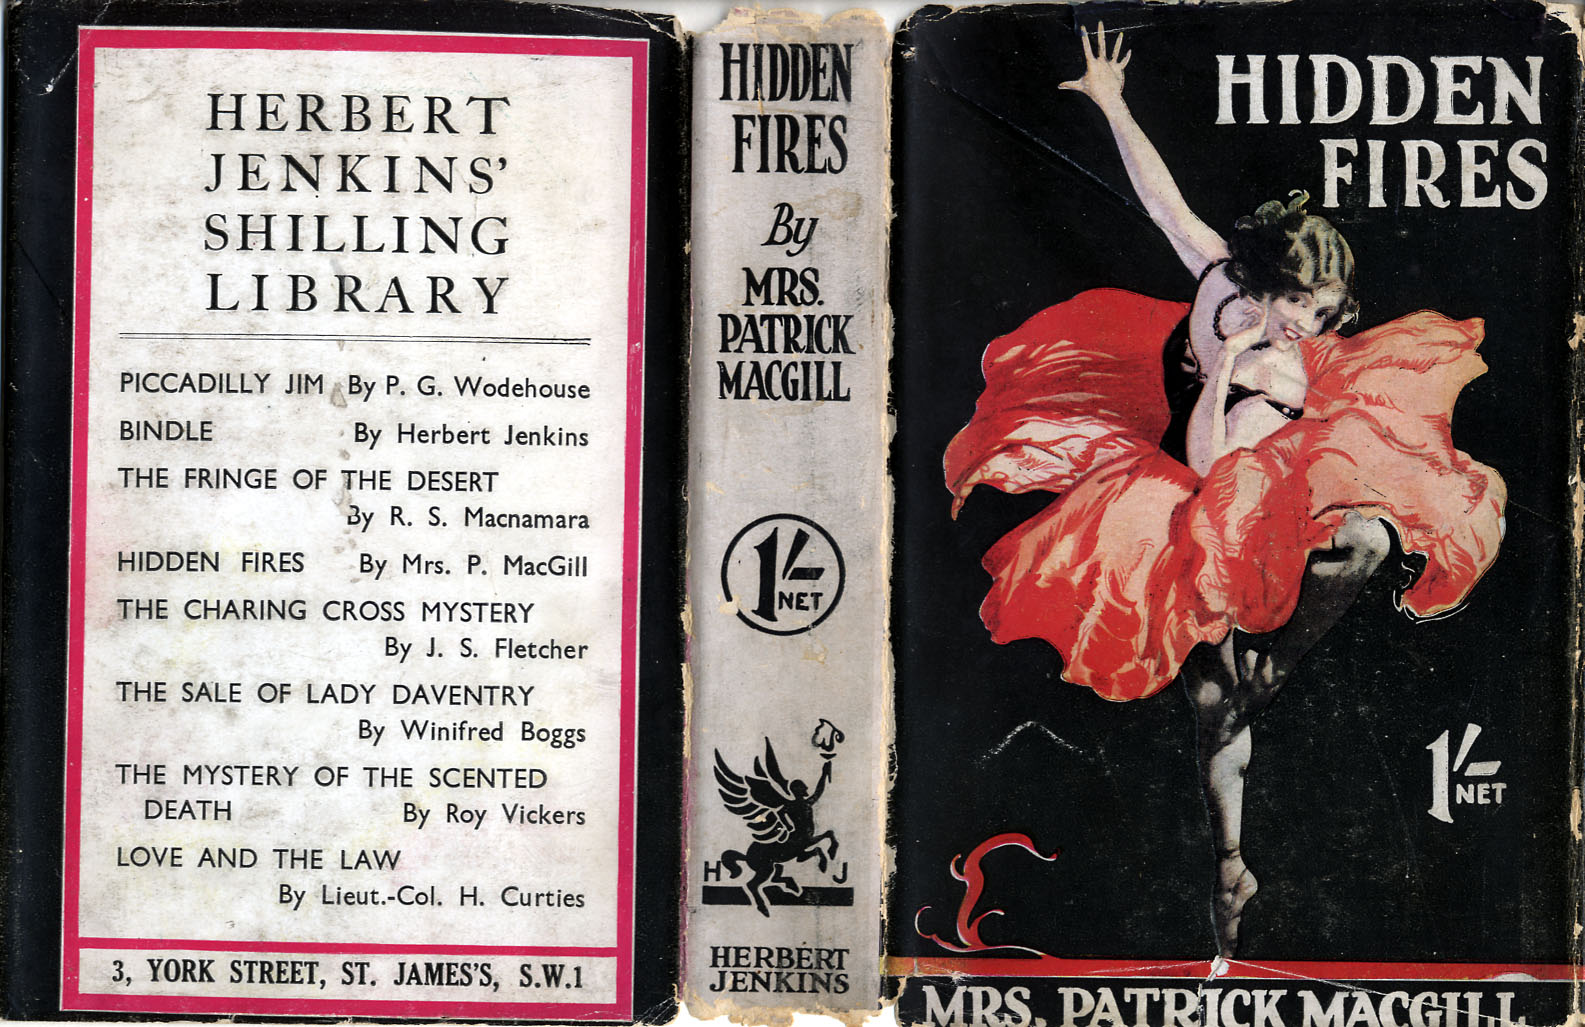 HERBERT
JENKINS'
SHILLING
LIBRARY
PICCADILLY JIM By P. G. Wodehouse
BINDLE By Herbert Jenkins
THE FRINGE OF THE DESERT
By R. S. Macnamara
HIDDEN FIRES By Mrs. P. MacGill
THE CHARING CROSS MYSTERY
By J. S. Fletcher
THE SALE OF LADY DAVENTRY
By Winifred Boggs
THE MYSTERY OF THE SCENTED
DEATH By Roy Vickers
LOVE AND THE LAW
By Lieut.-Col. H. Curties
3, YORK STREET, ST. JAMES'S, S.W.1
HIDDEN
FIRES
By
MRS.
PATRICK
MACGILL
1/-
NET
H J
HERBERT
JENKINS
HIDDEN
FIRES
1/-
NET
MRS. PATRICK MACGILL